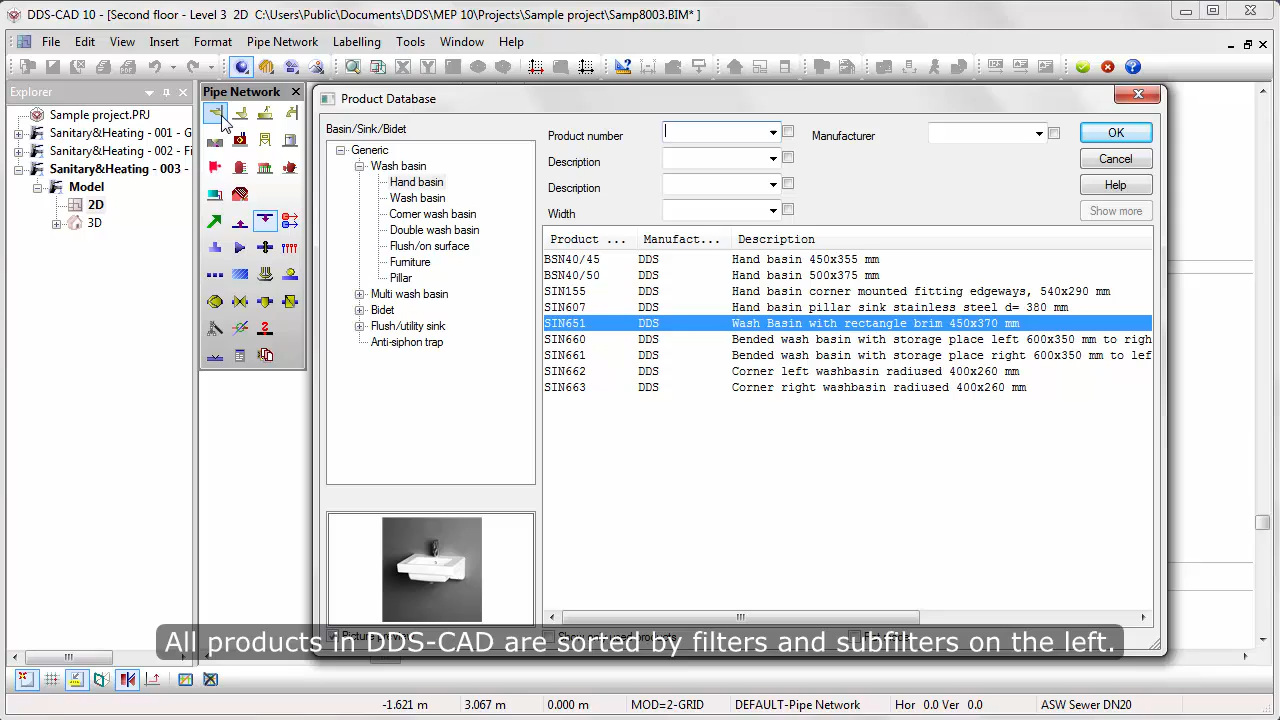 DDS-CAD 10 - [Second floor - Level 3 2D C:\Users\Public\Documents\DDS\MEP 10\Projects\Sample project\Samp8003.BIM* ]
File Edit View Insert Format Pipe Network Labelling Tools Window Help
Explorer
Sample project.PRJ
Sanitary&Heating - 001 - G
Sanitary&Heating - 002 - Fi
Sanitary&Heating - 003 -
Model
2D
3D
Pipe Network
Product Database
Basin/Sink/Bidet
Generic
Wash basin
Hand basin
Wash basin
Corner wash basin
Double wash basin
Flush/on surface
Furniture
Pillar
Multi wash basin
Bidet
Flush/utility sink
Anti-siphon trap
Product number
Manufacturer
Description
Description
Width
OK
Cancel
Help
Show more
Product ... Manufact... Description
BSN40/45 DDS Hand basin 450x355 mm
BSN40/50 DDS Hand basin 500x375 mm
SIN155 DDS Hand basin corner mounted fitting edgeways, 540x290 mm
SIN607 DDS Hand basin pillar sink stainless steel d= 380 mm
SIN651 DDS Wash Basin with rectangle brim 450x370 mm
SIN660 DDS Bended wash basin with storage place left 600x350 mm to righ
SIN661 DDS Bended wash basin with storage place right 600x350 mm to lef
SIN662 DDS Corner left washbasin radiused 400x260 mm
SIN663 DDS Corner right washbasin radiused 400x260 mm
All products in DDS-CAD are sorted by filters and subfilters on the left.
-1.621 m 3.067 m 0.000 m MOD=2-GRID DEFAULT-Pipe Network Hor 0.0 Ver 0.0 ASW Sewer DN20